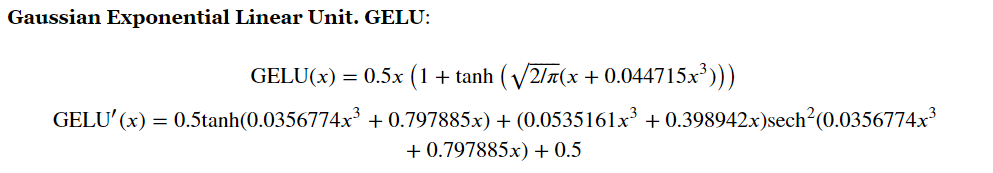 Gaussian Exponential Linear Unit. GELU:
GELU(x) = 0.5x (1 + tanh (√2/π(x + 0.044715x³)))
GELU′(x) = 0.5tanh(0.0356774x³ + 0.797885x) + (0.0535161x³ + 0.398942x)sech²(0.0356774x³
+ 0.797885x) + 0.5